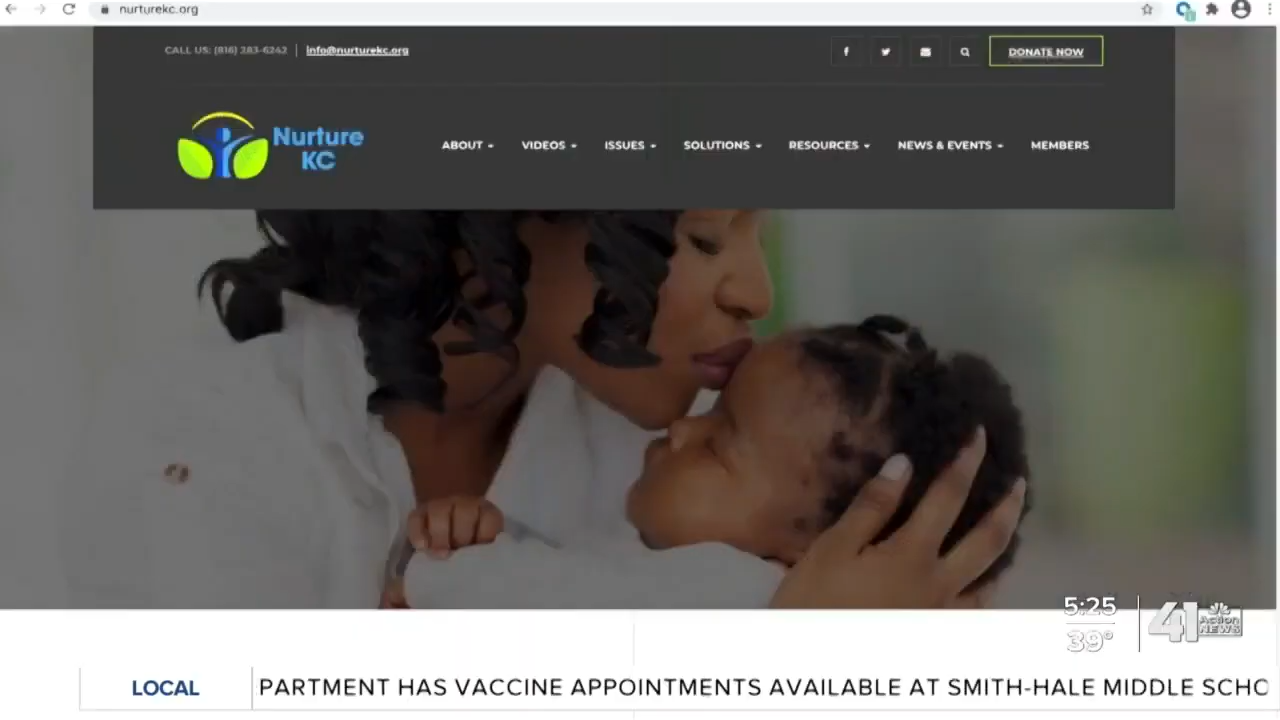 nurturekc.org
CALL US: (816) 283-6242
info@nurturekc.org
DONATE NOW
Nurture
KC
ABOUT
VIDEOS
ISSUES
SOLUTIONS
RESOURCES
NEWS & EVENTS
MEMBERS
5:25
39°
41
Action
NEWS
LOCAL
PARTMENT HAS VACCINE APPOINTMENTS AVAILABLE AT SMITH-HALE MIDDLE SCHO